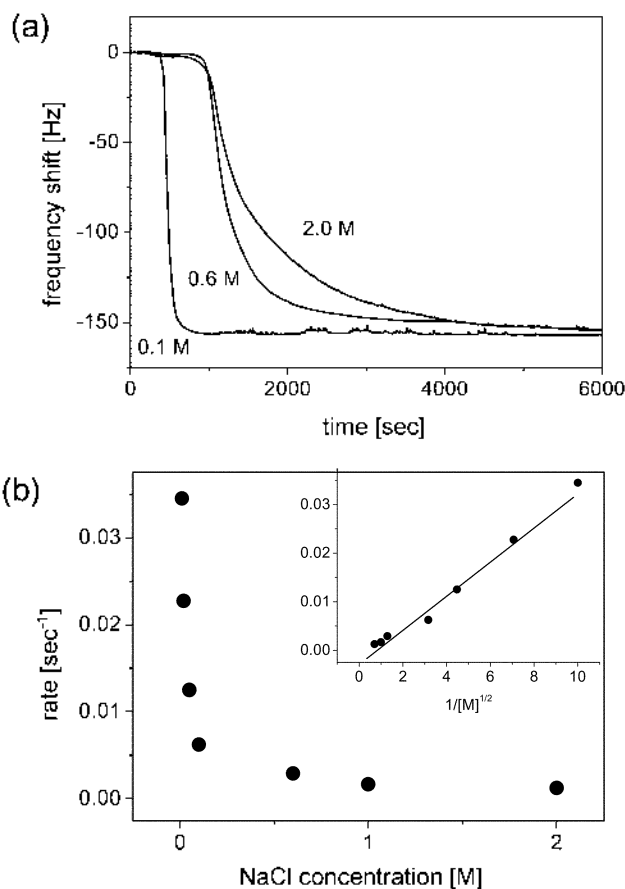 (a)
0
-50
-100
-150
frequency shift [Hz]
2.0 M
0.6 M
0.1 M
0 2000 4000 6000
time [sec]
(b)
0.03
0.02
0.01
0.00
rate [sec⁻¹]
0.03
0.02
0.01
0.00
0 2 4 6 8 10
1/[M]¹/²
0 1 2
NaCl concentration [M]